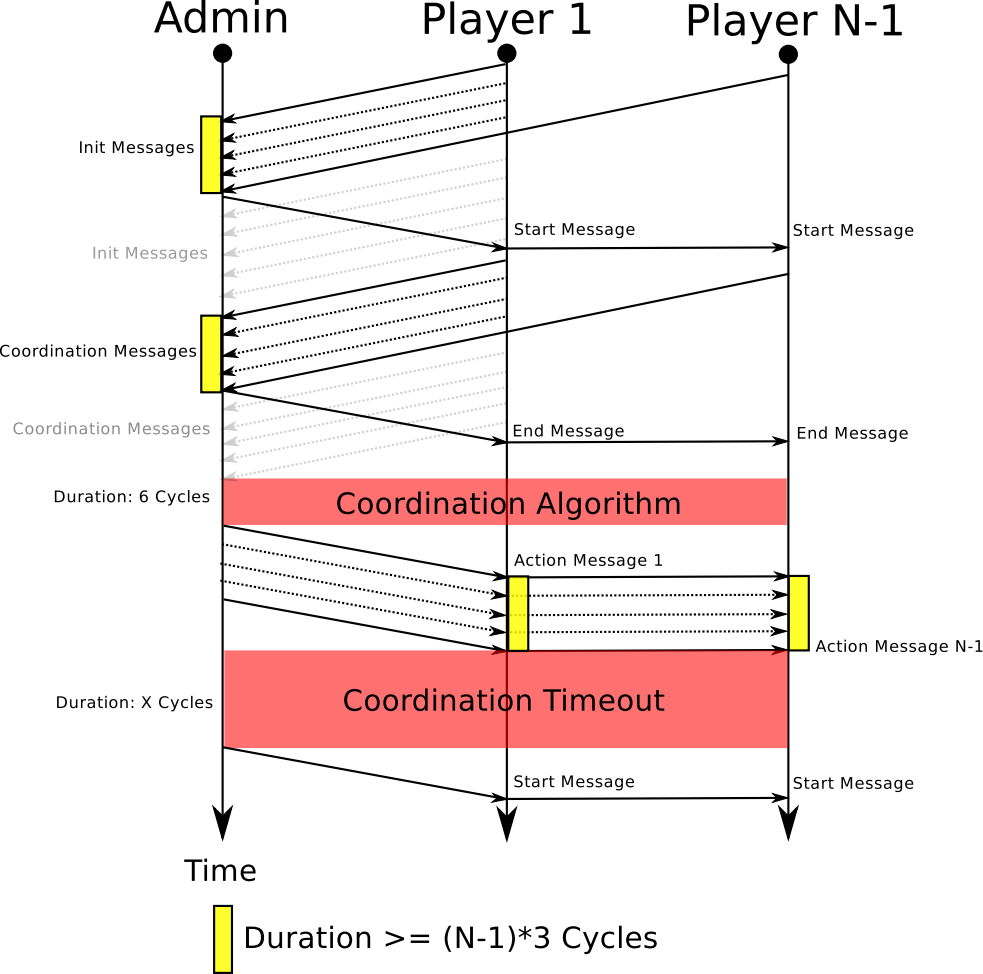 Admin
Player 1
Player N-1
Init Messages
Start Message
Start Message
Init Messages
Coordination Messages
Coordination Messages
End Message
End Message
Duration: 6 Cycles
Coordination Algorithm
Action Message 1
Action Message N-1
Duration: X Cycles
Coordination Timeout
Start Message
Start Message
Time
Duration >= (N-1)*3 Cycles